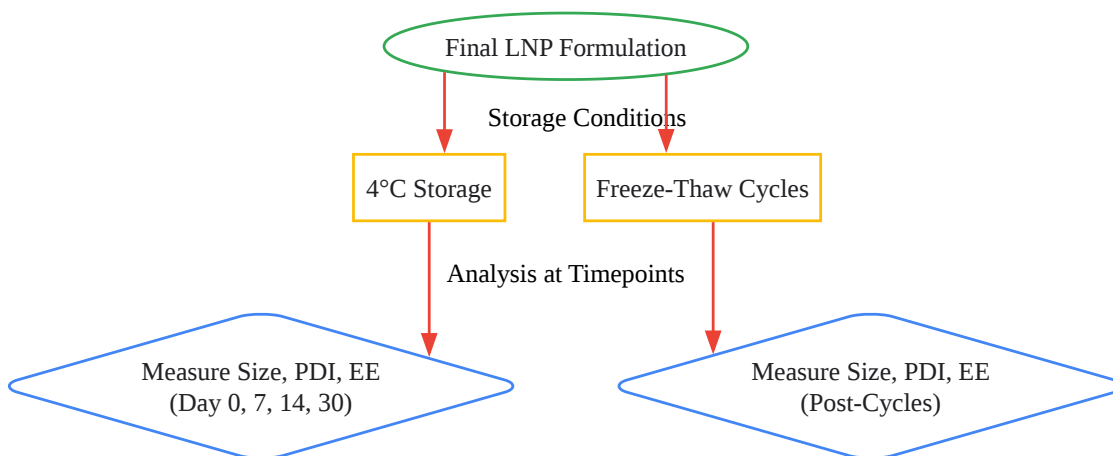 Final LNP Formulation
Storage Conditions
4°C Storage
Freeze-Thaw Cycles
Analysis at Timepoints
Measure Size, PDI, EE
(Day 0, 7, 14, 30)
Measure Size, PDI, EE
(Post-Cycles)